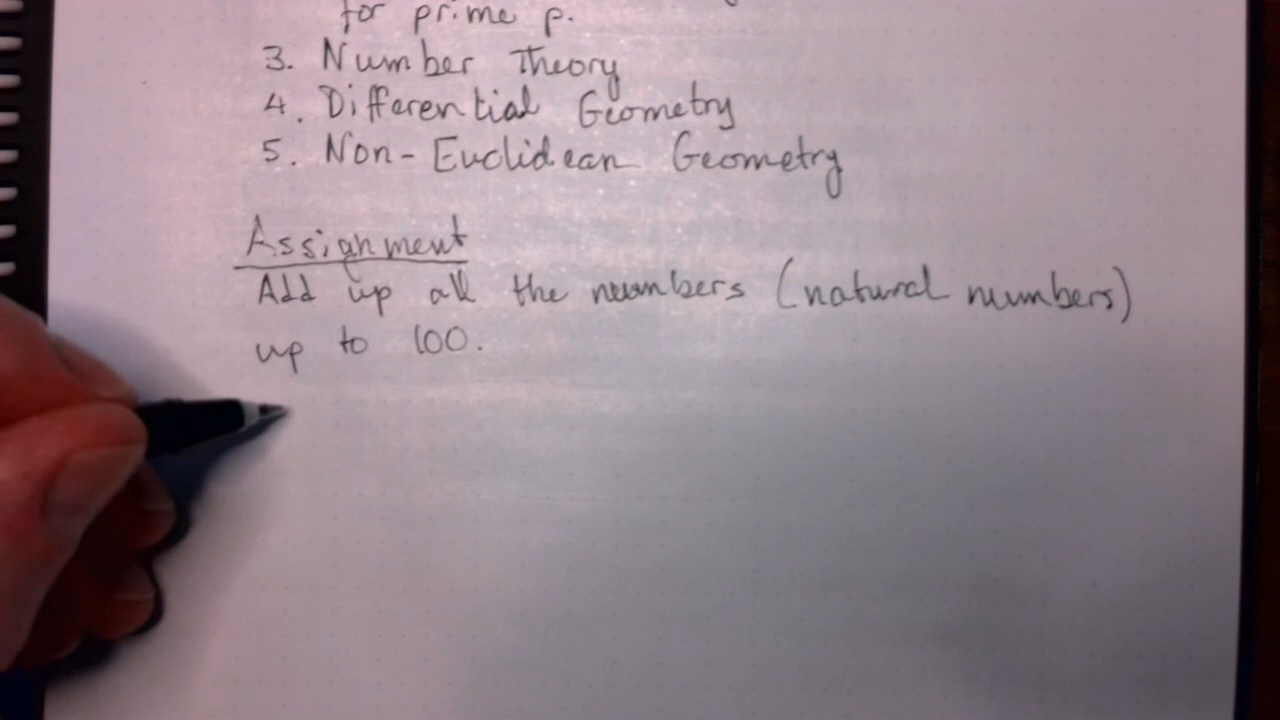 for prime p.
3. Number Theory
4. Differential Geometry
5. Non-Euclidean Geometry
Assignment
Add up all the numbers (natural numbers)
up to 100.